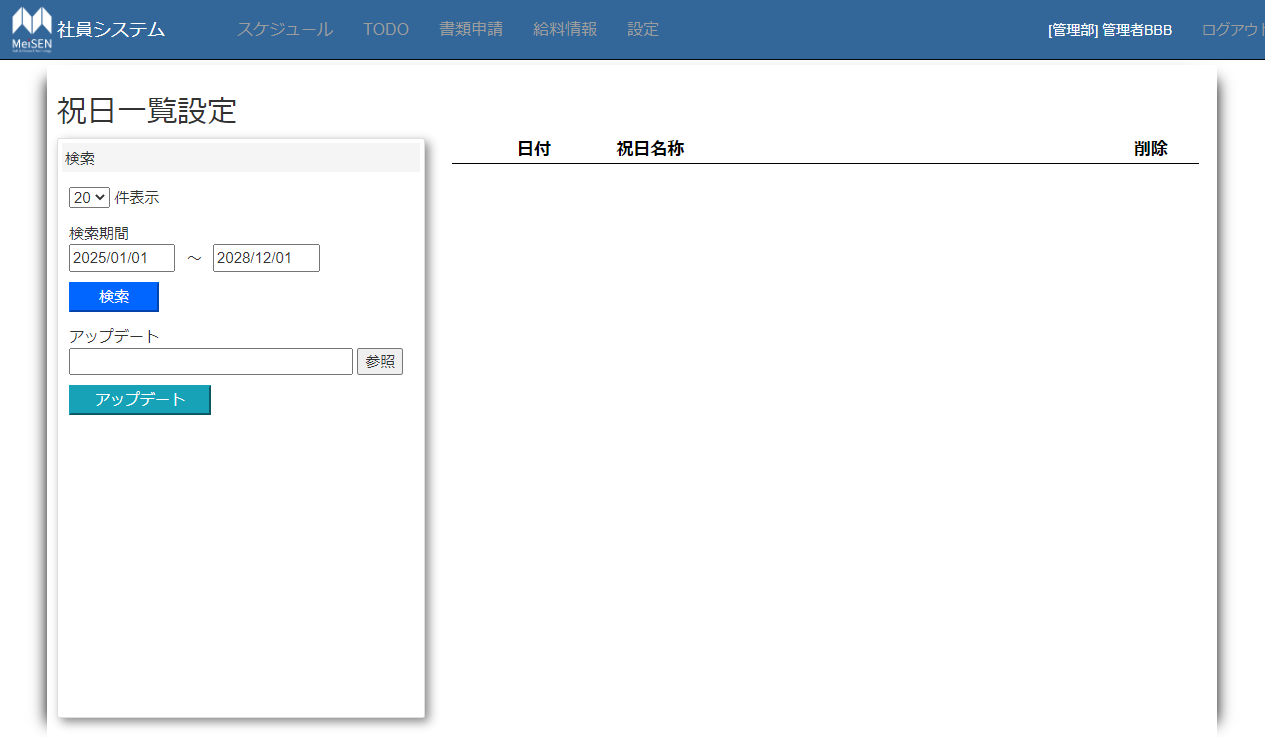 MeiSEN
社員システム スケジュール TODO 書類申請 給料情報 設定 [管理部] 管理者BBB ログアウト
祝日一覧設定
検索
20 件表示
検索期間
2025/01/01 ～ 2028/12/01
検索
アップデート
参照
アップデート
日付 祝日名称 削除